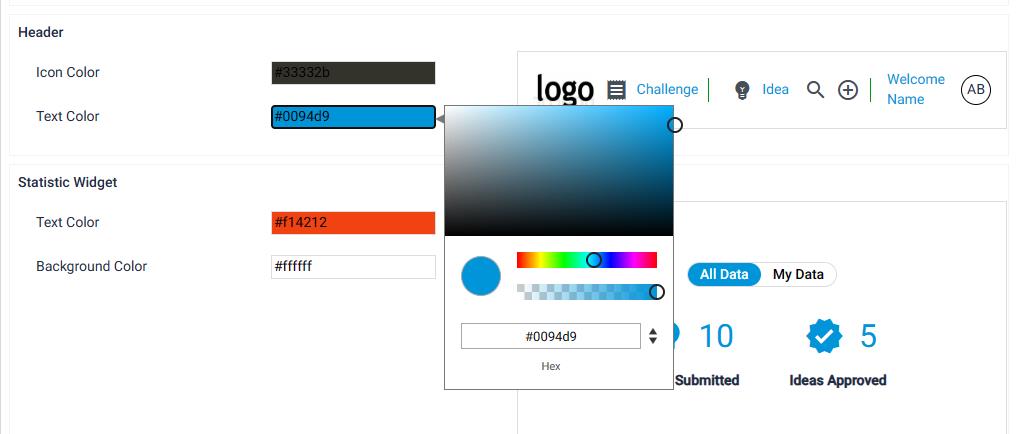 Header
Icon Color
#33332b
Text Color
#0094d9
logo
Challenge
Idea
Welcome
Name
AB
Statistic Widget
Text Color
#f14212
Background Color
#ffffff
#0094d9
Hex
All Data
My Data
10
Submitted
5
Ideas Approved